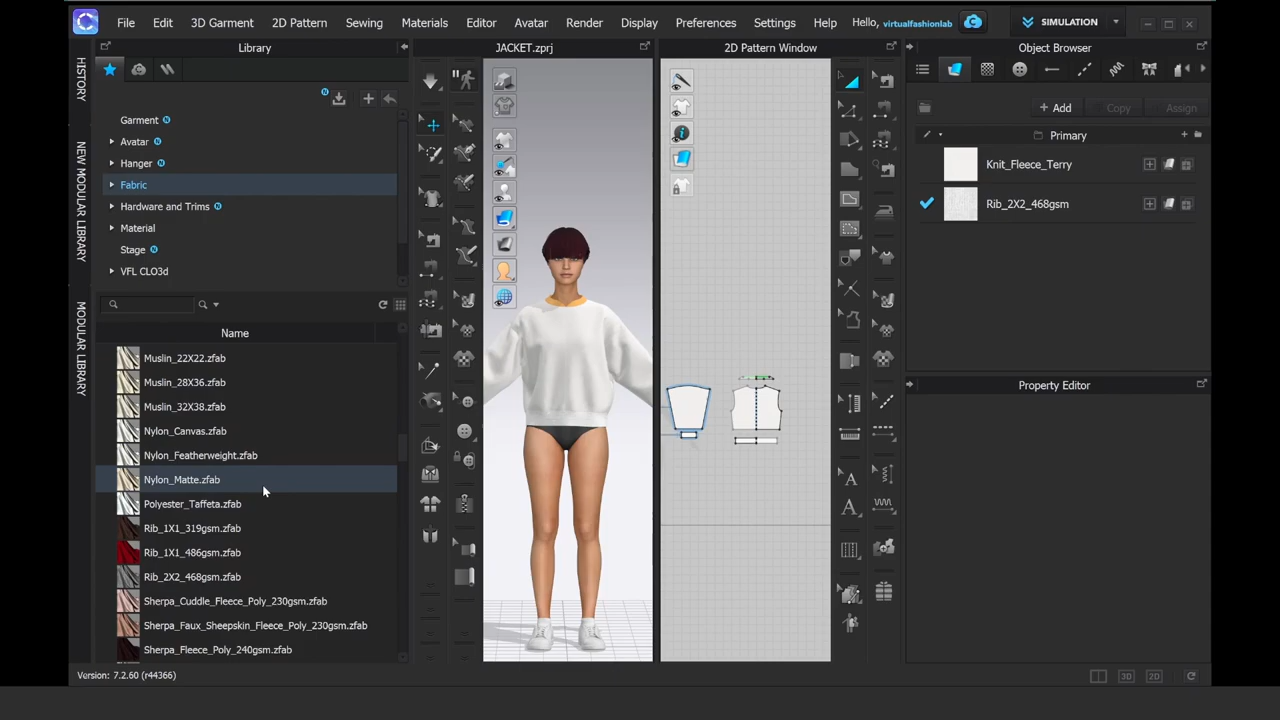 File Edit 3D Garment 2D Pattern Sewing Materials Editor Avatar Render Display Preferences Settings Help Hello, virtualfashionlab SIMULATION
Library JACKET.zprj 2D Pattern Window Object Browser
HISTORY
NEW MODULAR LIBRARY
MODULAR LIBRARY
Garment
Avatar
Hanger
Fabric
Hardware and Trims
Material
Stage
VFL CLO3d
Name
Muslin_22X22.zfab
Muslin_28X36.zfab
Muslin_32X38.zfab
Nylon_Canvas.zfab
Nylon_Featherweight.zfab
Nylon_Matte.zfab
Polyester_Taffeta.zfab
Rib_1X1_319gsm.zfab
Rib_1X1_486gsm.zfab
Rib_2X2_468gsm.zfab
Sherpa_Cuddle_Fleece_Poly_230gsm.zfab
Sherpa_Faux_Sheepskin_Fleece_Poly_230gsm.zfab
Sherpa_Fleece_Poly_240gsm.zfab
+ Add Copy Assign
Primary
Knit_Fleece_Terry
Rib_2X2_468gsm
Property Editor
Version: 7.2.60 (r44366)
3D 2D